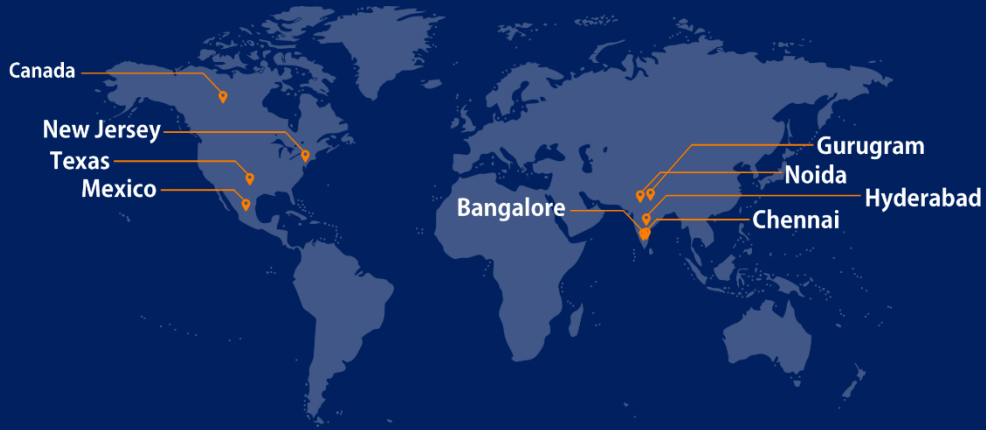 Canada
New Jersey
Texas
Mexico
Gurugram
Noida
Hyderabad
Bangalore
Chennai